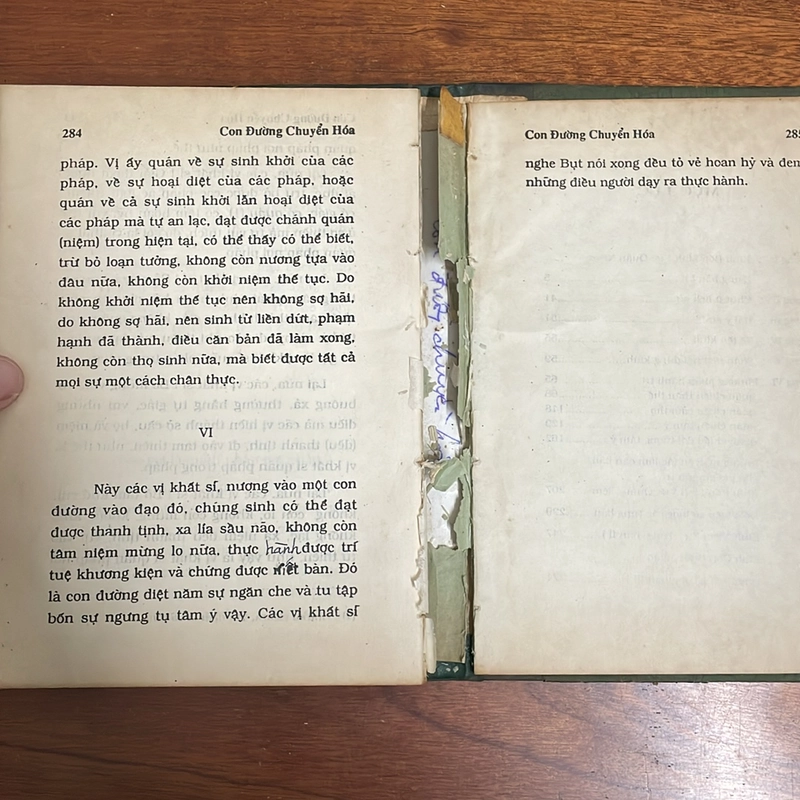 284 Con Đường Chuyển Hóa
pháp. Vị ấy quán về sự sinh khởi của các
pháp, về sự hoại diệt của các pháp, hoặc
quán về cả sự sinh khởi lẫn hoại diệt của
các pháp mà tự an lạc, đạt được chánh quán
(niệm) trong hiện tại, có thể thấy có thể biết,
trừ bỏ loạn tưởng, không còn nương tựa vào
đâu nữa, không còn khởi niệm thế tục. Do
không khởi niệm thế tục nên không sợ hãi,
do không sợ hãi, nên sinh từ liền dứt, phạm
hạnh đã thành, điều căn bản đã làm xong,
không còn thọ sinh nữa, mà biết được tất cả
mọi sự một cách chân thực.
VI
Này các vị khất sĩ, nương vào một con
đường vào đạo đó, chúng sinh có thể đạt
được thanh tịnh, xa lía sầu não, không còn
tâm niệm mừng lo nữa, thực hành được trí
tuệ khương kiện và chứng được niết bàn. Đó
là con đường diệt năm sự ngăn che và tu tập
bốn sự ngưng tụ tâm ý vậy. Các vị khất sĩ
đường chuyển
Con Đường Chuyển Hóa 285
nghe Bụt nói xong đều tỏ vẻ hoan hỷ và đem
những điều người dạy ra thực hành.